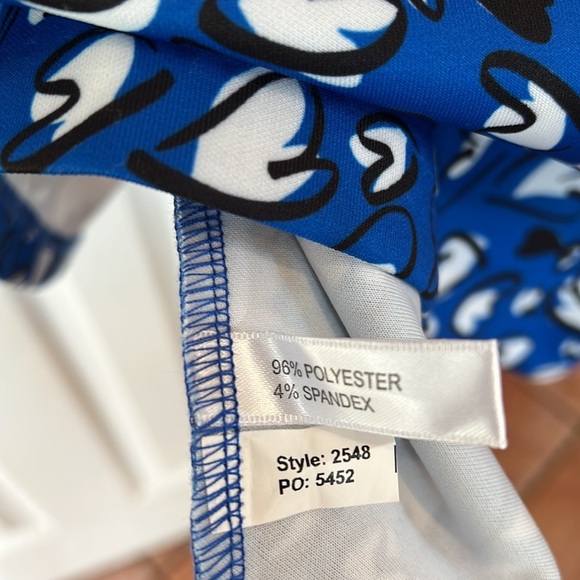 96% POLYESTER
4% SPANDEX
Style: 2548
PO: 5452